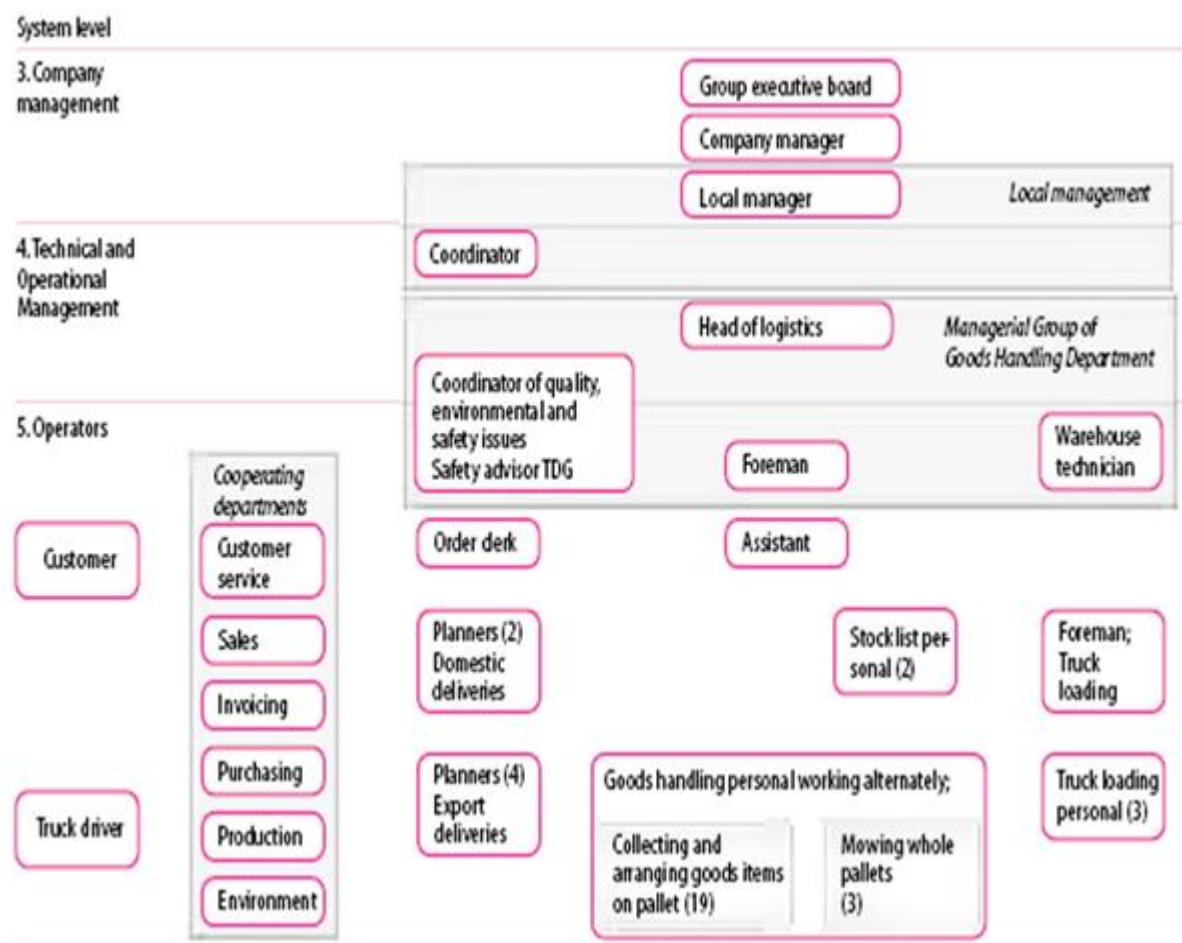 System level
3. Company
management
Group executive board
Company manager
Local manager
Local management
4. Technical and
Operational
Management
Coordinator
Head of logistics
Managerial Group of
Goods Handling Department
Coordinator of quality,
environmental and
safety issues
Safety advisor TDG
5. Operators
Foreman
Warehouse
technician
Cooperating
departments
Customer
Customer
service
Order clerk
Assistant
Sales
Planners (2)
Domestic
deliveries
Stock list per-
sonal (2)
Foreman;
Truck
loading
Invoicing
Purchasing
Planners (4)
Export
deliveries
Goods handling personal working alternately;
Truck loading
personal (3)
Truck driver
Production
Collecting and
arranging goods items
on pallet (19)
Mowing whole
pallets
(3)
Environment